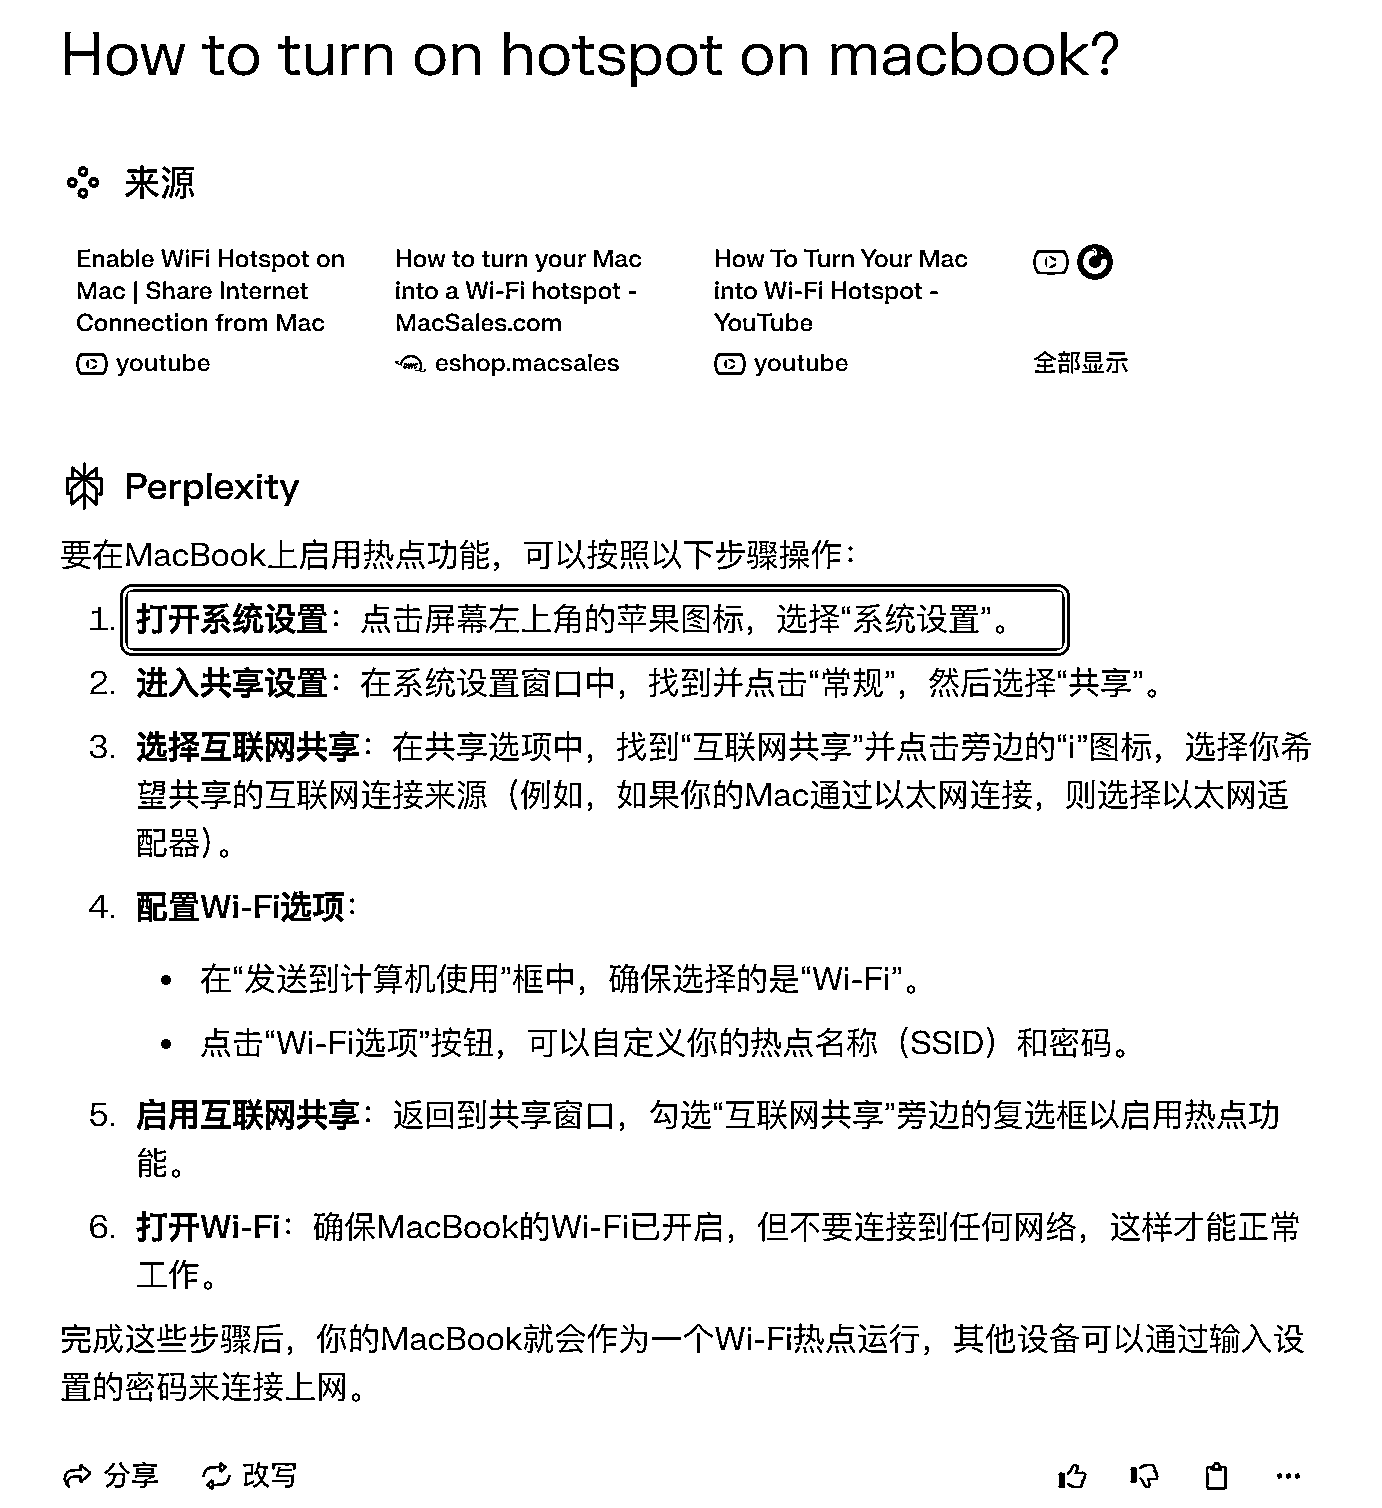 How to turn on hotspot on macbook?
来源
Enable WiFi Hotspot on
Mac | Share Internet
Connection from Mac
youtube
How to turn your Mac
into a Wi-Fi hotspot -
MacSales.com
eshop.macsales
How To Turn Your Mac
into Wi-Fi Hotspot -
YouTube
youtube
全部显示
Perplexity
要在MacBook上启用热点功能，可以按照以下步骤操作：
1. 打开系统设置：点击屏幕左上角的苹果图标，选择“系统设置”。
2. 进入共享设置：在系统设置窗口中，找到并点击“常规”，然后选择“共享”。
3. 选择互联网共享：在共享选项中，找到“互联网共享”并点击旁边的“i”图标，选择你希
望共享的互联网连接来源（例如，如果你的Mac通过以太网连接，则选择以太网适
配器）。
4. 配置Wi-Fi选项：
• 在“发送到计算机使用”框中，确保选择的是“Wi-Fi”。
• 点击“Wi-Fi选项”按钮，可以自定义你的热点名称（SSID）和密码。
5. 启用互联网共享：返回到共享窗口，勾选“互联网共享”旁边的复选框以启用热点功
能。
6. 打开Wi-Fi：确保MacBook的Wi-Fi已开启，但不要连接到任何网络，这样才能正常
工作。
完成这些步骤后，你的MacBook就会作为一个Wi-Fi热点运行，其他设备可以通过输入设
置的密码来连接上网。
分享 改写